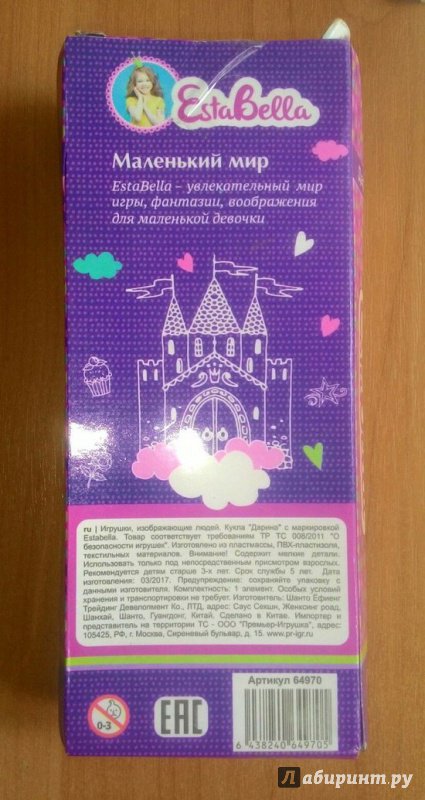 EstaBella
Маленький мир
EstaBella – увлекательный мир
игры, фантазии, воображения
для маленькой девочки
ru | Игрушки, изображающие людей. Кукла "Дарина" с маркировкой
Estabella. Товар соответствует требованиям ТР ТС 008/2011 "О
безопасности игрушек". Изготовлено из пластмассы, ПВХ-пластизоля,
текстильных материалов. Внимание! Содержит мелкие детали.
Использовать только под непосредственным присмотром взрослых.
Рекомендуется детям старше 3-х лет. Срок службы 5 лет. Дата
изготовления: 03/2017. Предупреждение: сохраняйте упаковку с
данными изготовителя. Комплектность: 1 элемент. Особых условий
хранения и транспортировки не требует. Изготовитель: Шанто Ефринг
Трейдинг Девелопмент Ко., ЛТД, адрес: Саус Секшн, Женксинг роад,
Шанхай, Шанто, Гуангдонг, Китай. Сделано в Китае. Импортер и
представитель на территории ТС - ООО "Премьер-Игрушка", адрес:
105425, РФ, г. Москва, Сиреневый бульвар, д. 15. www.pr-igr.ru
Артикул 64970
0-3
EAC
6 438240 649705
Лабиринт.ру